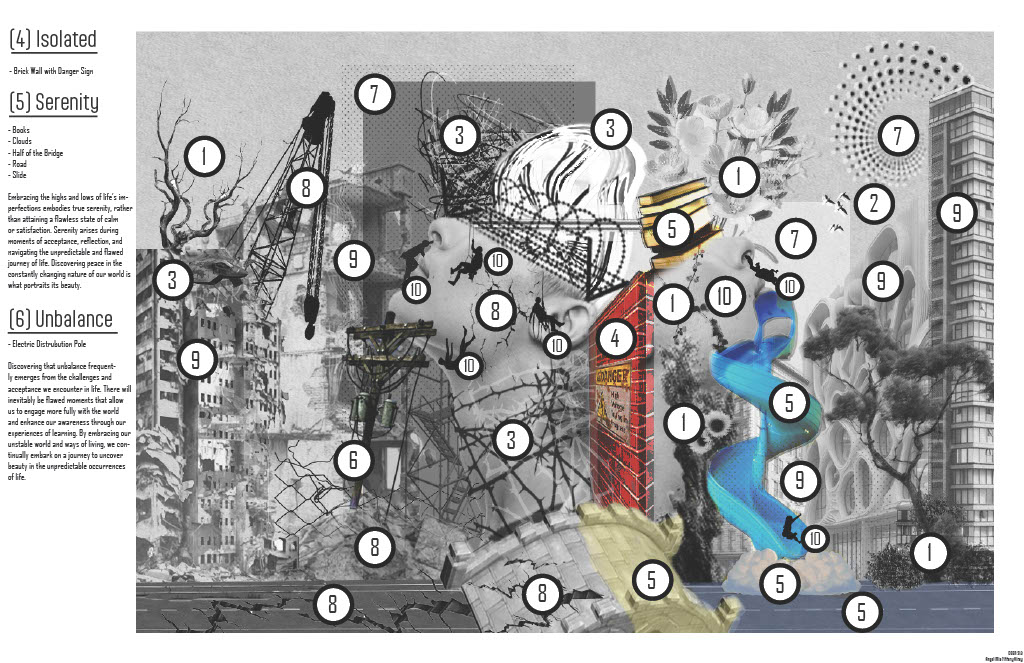 (4) Isolated
- Brick Wall with Danger Sign
(5) Serenity
- Books
- Clouds
- Half of the Bridge
- Road
- Slide
Embracing the highs and lows of life's im-
perfections embodies true serenity, rather
than attaining a flawless state of calm
or satisfaction. Serenity arises during
moments of acceptance, reflection, and
navigating the unpredictable and flawed
journey of life. Discovering peace in the
constantly changing nature of our world is
what portraits its beauty.
(6) Unbalance
- Electric Distrubution Pole
Discovering that unbalance frequent-
ly emerges from the challenges and
acceptance we encounter in life. There will
inevitably be flawed moments that allow
us to engage more fully with the world
and enhance our awareness through our
experiences of learning. By embracing our
unstable world and ways of living, we con-
tinually embark on a journey to uncover
beauty in the unpredictable occurrences
of life.
7
3
3
7
1
8
1
2
9
5
7
3
9
10
10
8
1
10
10
9
4
10
9
10
DANGER
5
3
1
6
9
8
10
1
8
8
5
5
5